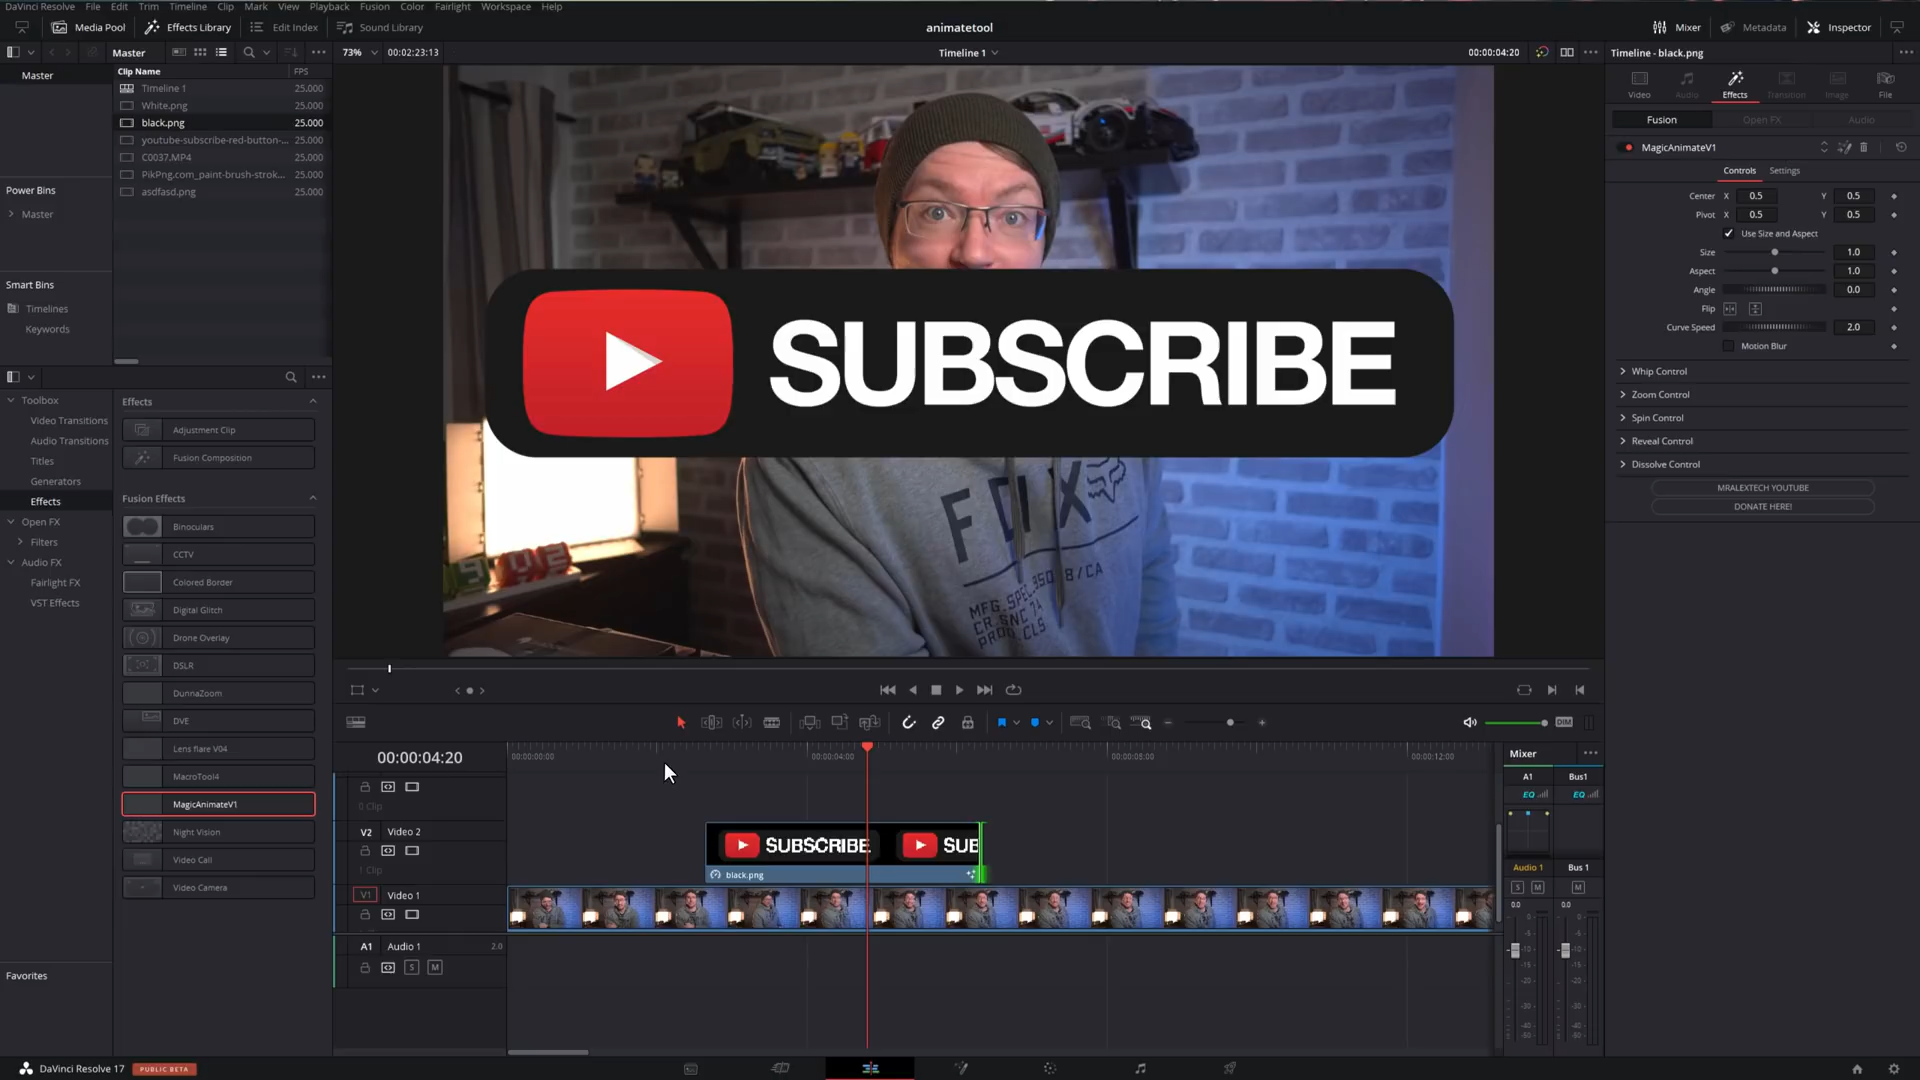 DaVinci Resolve File Edit Trim Timeline Clip Mark View Playback Fusion Color Fairlight Workspace Help
Media Pool Effects Library Edit Index Sound Library animatetool Mixer Metadata Inspector
Master 73% 00:02:23:13 Timeline 1 00:00:04:20 Timeline - black.png
Master
Clip Name FPS
Timeline 1 25.000
White.png 25.000
black.png 25.000
youtube-subscribe-red-button-... 25.000
C0037.MP4 25.000
PikPng.com_paint-brush-strok... 25.000
asdfasd.png 25.000
Power Bins
Master
Smart Bins
Timelines
Keywords
Toolbox
Video Transitions
Audio Transitions
Titles
Generators
Effects
Open FX
Filters
Audio FX
Fairlight FX
VST Effects
Favorites
Effects
Adjustment Clip
Fusion Composition
Fusion Effects
Binoculars
CCTV
Colored Border
Digital Glitch
Drone Overlay
DSLR
DunnaZoom
DVE
Lens flare V04
MacroTool4
MagicAnimateV1
Night Vision
Video Call
Video Camera
SUBSCRIBE
FOX
Video Audio Effects Transition Image File
Fusion Open FX Audio
MagicAnimateV1
Controls Settings
Center X 0.5 Y 0.5
Pivot X 0.5 Y 0.5
Use Size and Aspect
Size 1.0
Aspect 1.0
Angle 0.0
Flip
Curve Speed 2.0
Motion Blur
Whip Control
Zoom Control
Spin Control
Reveal Control
Dissolve Control
MRALEXTECH YOUTUBE
DONATE HERE!
DIM
00:00:04:20 00:00:00:00 00:00:04:00 00:00:08:00 00:00:12:00
0 Clip
V2 Video 2
1 Clip
SUBSCRIBE SUB
black.png
V1 Video 1
A1 Audio 1 2.0
S M
Mixer
A1 Bus1
EQ EQ
Audio 1 Bus 1
S M M
0.0 0.0
DaVinci Resolve 17 PUBLIC BETA